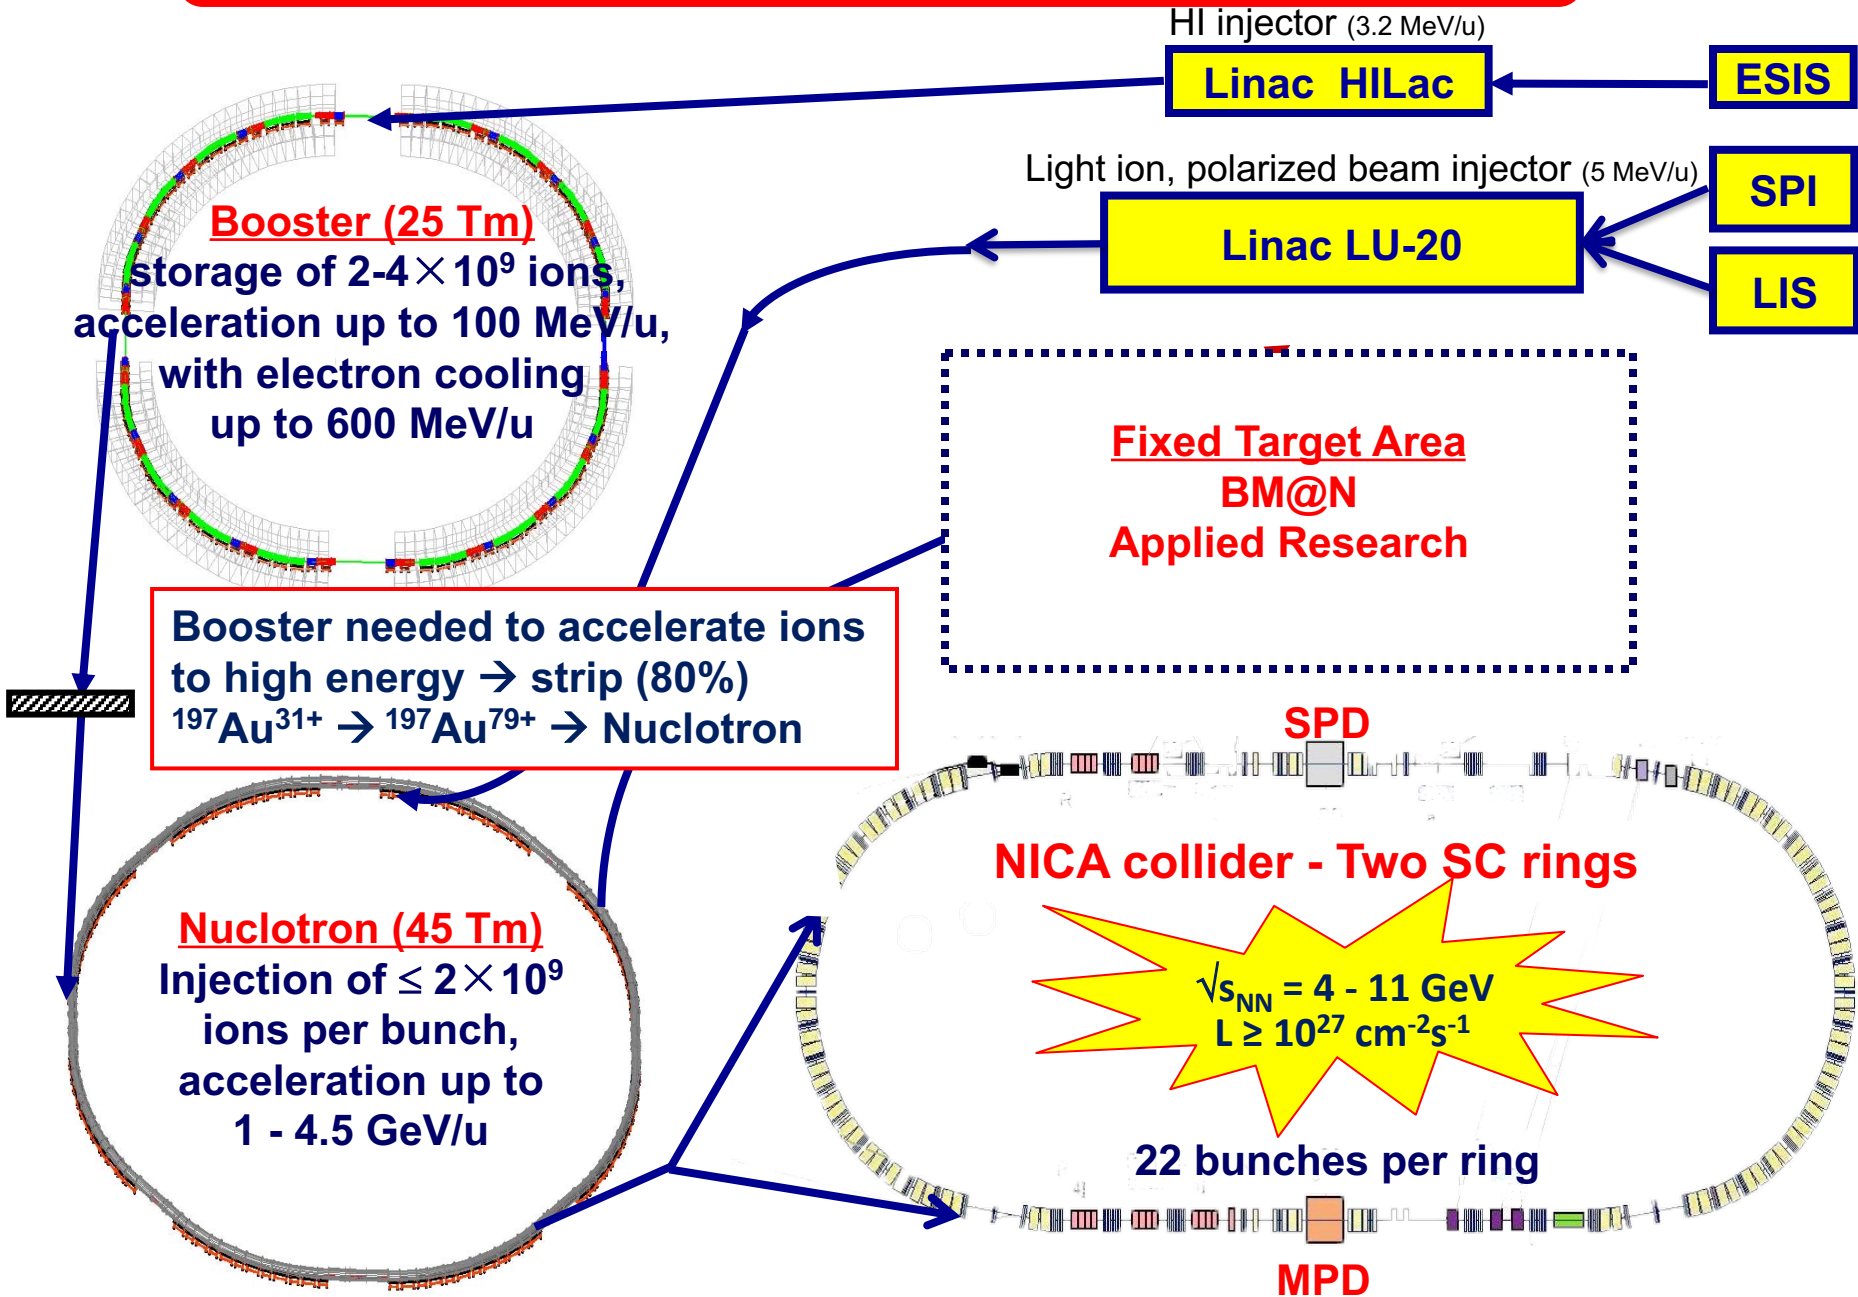 HI injector (3.2 MeV/u)
Linac HILac
ESIS
Light ion, polarized beam injector (5 MeV/u)
SPI
Linac LU-20
LIS
Booster (25 Tm)
storage of 2-4×10⁹ ions,
acceleration up to 100 MeV/u,
with electron cooling
up to 600 MeV/u
Fixed Target Area
BM@N
Applied Research
Booster needed to accelerate ions
to high energy → strip (80%)
¹⁹⁷Au³¹⁺ → ¹⁹⁷Au⁷⁹⁺ → Nuclotron
SPD
NICA collider - Two SC rings
√sNN = 4 - 11 GeV
L ≥ 10²⁷ cm⁻²s⁻¹
22 bunches per ring
MPD
Nuclotron (45 Tm)
Injection of ≤ 2×10⁹
ions per bunch,
acceleration up to
1 - 4.5 GeV/u